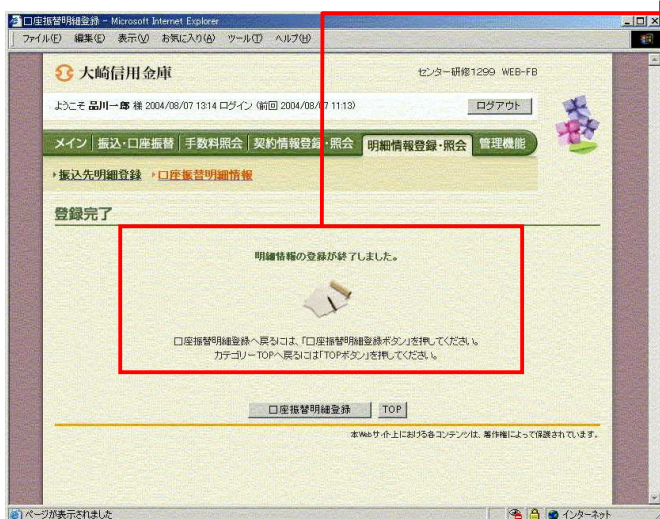 口座振替明細登録 - Microsoft Internet Explorer
ファイル(F) 編集(E) 表示(V) お気に入り(A) ツール(T) ヘルプ(H)
大崎信用金庫
センター研修1299 WEB-FB
ようこそ 品川一郎 様 2004/08/07 13:14 ログイン (前回 2004/08/07 11:13)
ログアウト
メイン 振込・口座振替 手数料照会 契約情報登録・照会 明細情報登録・照会 管理機能
振込先明細登録 口座振替明細情報
登録完了
明細情報の登録が終了しました。
口座振替明細登録へ戻るには、「口座振替明細登録ボタン」を押してください。
カテゴリーTOPへ戻るには「TOPボタン」を押してください。
口座振替明細登録 TOP
本Webサイト上における各コンテンツは、著作権によって保護されています。
ページが表示されました
インターネット